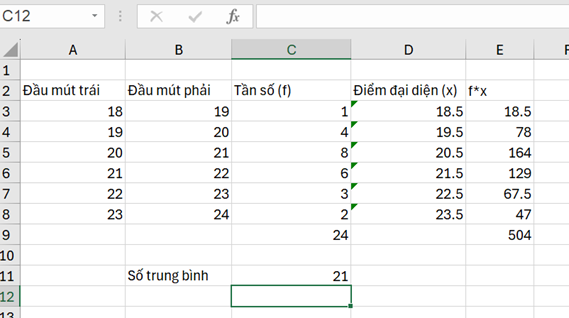 C12 fx
A B C D E F
1
2 Đầu mút trái Đầu mút phải Tần số (f) Điểm đại diện (x) f*x
3 18 19 1 18.5 18.5
4 19 20 4 19.5 78
5 20 21 8 20.5 164
6 21 22 6 21.5 129
7 22 23 3 22.5 67.5
8 23 24 2 23.5 47
9 24 504
10
11 Số trung bình 21
12
13